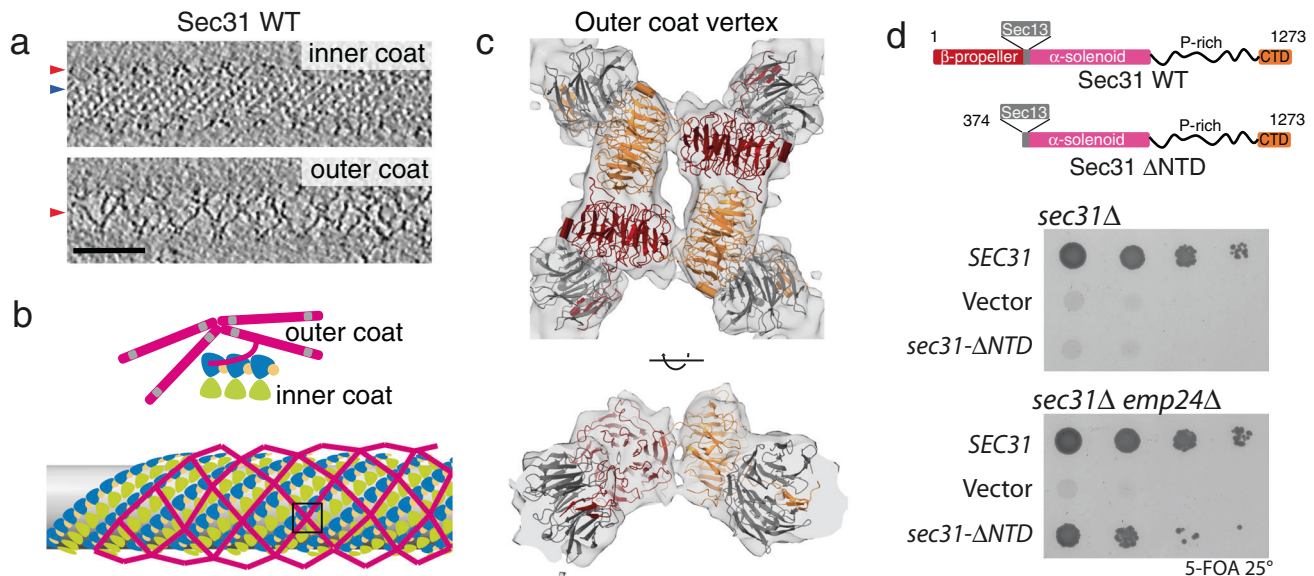 Sec31 WT
a
inner coat
outer coat
b
outer coat
inner coat
c
Outer coat vertex
d
1
Sec13
1273
β-propeller
α-solenoid
P-rich
CTD
Sec31 WT
374
Sec13
1273
α-solenoid
P-rich
CTD
Sec31 ΔNTD
sec31Δ
SEC31
Vector
sec31-ΔNTD
sec31Δ emp24Δ
SEC31
Vector
sec31-ΔNTD
5-FOA 25°